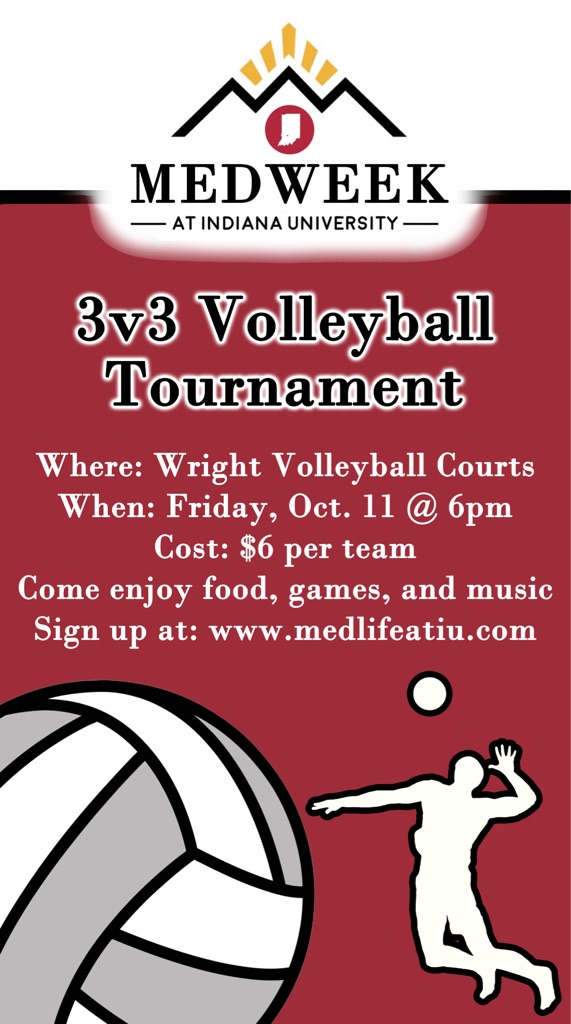 MEDWEEK
AT INDIANA UNIVERSITY
3v3 Volleyball
Tournament
Where: Wright Volleyball Courts
When: Friday, Oct. 11 @ 6pm
Cost: $6 per team
Come enjoy food, games, and music
Sign up at: www.medlifeatiu.com